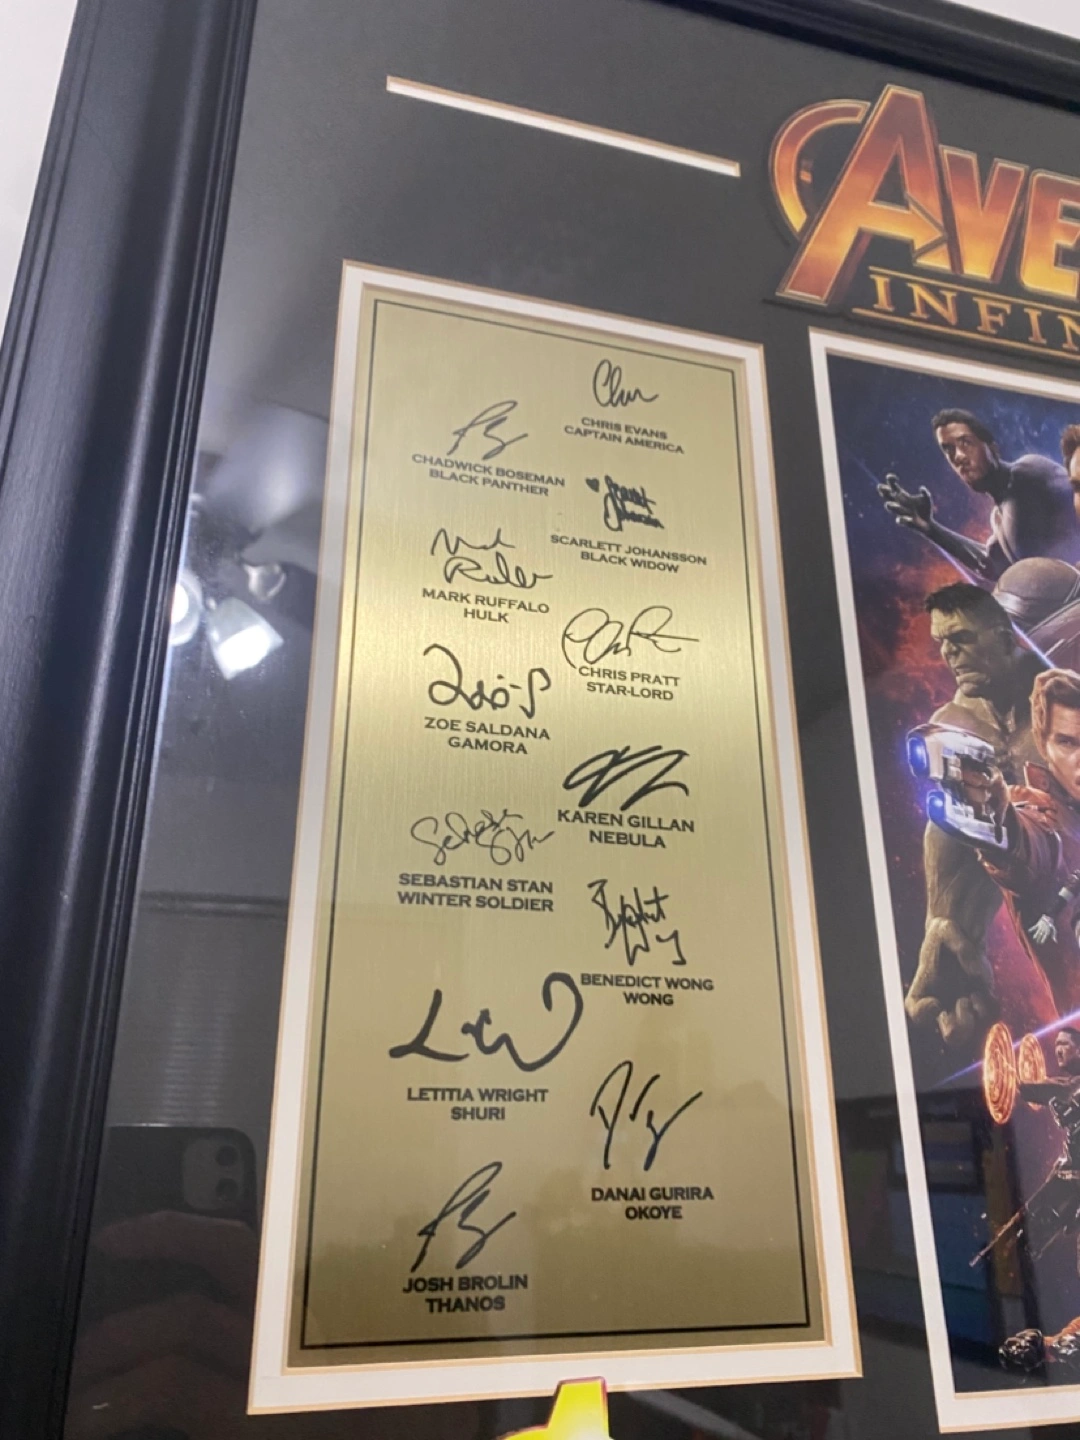 AVE
INFIN
CHRIS EVANS
CAPTAIN AMERICA
CHADWICK BOSEMAN
BLACK PANTHER
SCARLETT JOHANSSON
BLACK WIDOW
MARK RUFFALO
HULK
CHRIS PRATT
STAR-LORD
ZOE SALDANA
GAMORA
KAREN GILLAN
NEBULA
SEBASTIAN STAN
WINTER SOLDIER
BENEDICT WONG
WONG
LETITIA WRIGHT
SHURI
DANAI GURIRA
OKOYE
JOSH BROLIN
THANOS